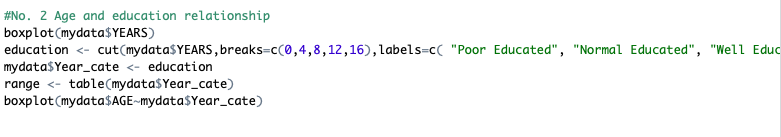 #No. 2 Age and education relationship
boxplot(mydata$YEARS)
education <- cut(mydata$YEARS,breaks=c(0,4,8,12,16),labels=c( "Poor Educated", "Normal Educated", "Well Educ
mydata$Year_cate <- education
range <- table(mydata$Year_cate)
boxplot(mydata$AGE~mydata$Year_cate)